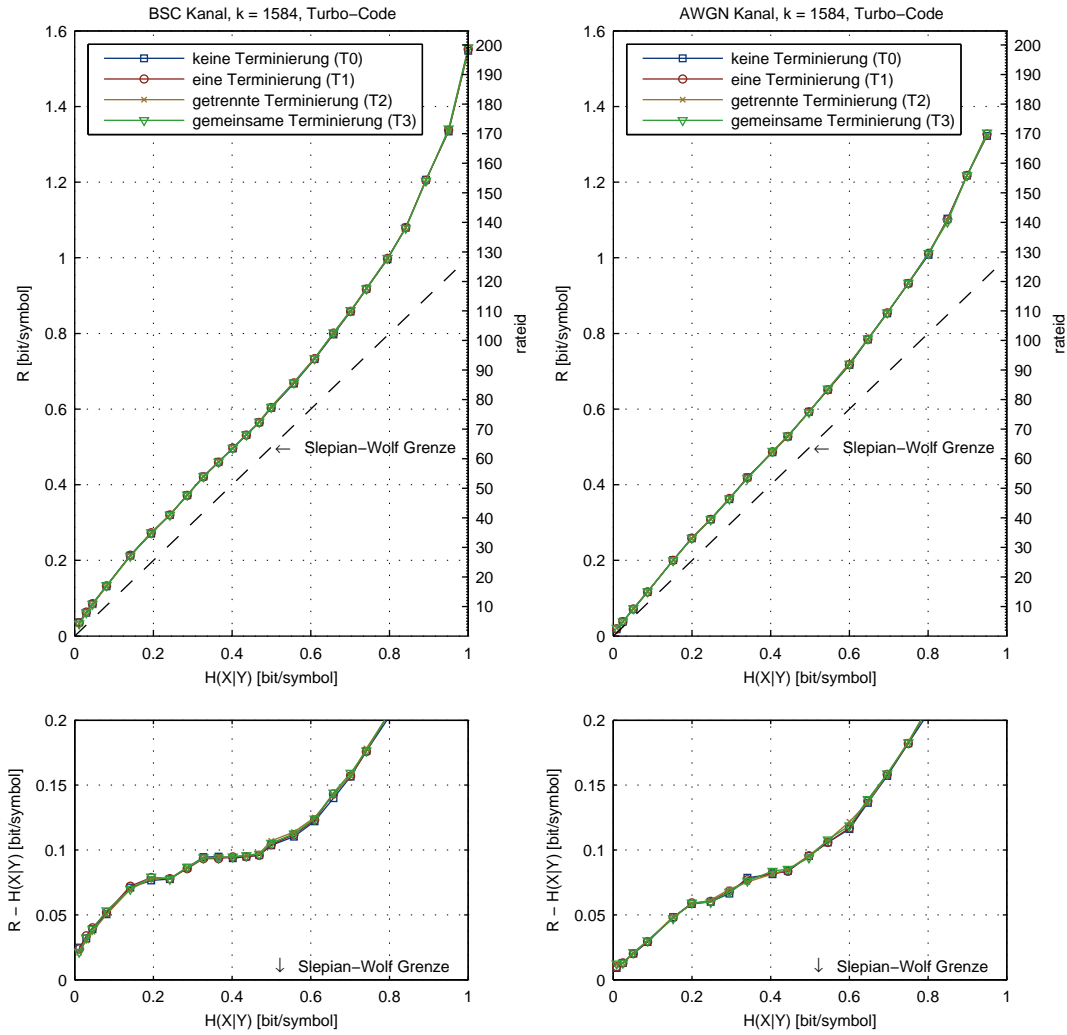 BSC Kanal, k = 1584, Turbo−Code
1.6
1.4
1.2
1
0.8
0.6
0.4
0.2
0
R [bit/symbol]
keine Terminierung (T0)
eine Terminierung (T1)
getrennte Terminierung (T2)
gemeinsame Terminierung (T3)
← Slepian−Wolf Grenze
200
190
180
170
160
150
140
130
120
110
100
90
80
70
60
50
40
30
20
10
rateid
0 0.2 0.4 0.6 0.8 1
H(X|Y) [bit/symbol]
AWGN Kanal, k = 1584, Turbo−Code
1.6
1.4
1.2
1
0.8
0.6
0.4
0.2
0
R [bit/symbol]
keine Terminierung (T0)
eine Terminierung (T1)
getrennte Terminierung (T2)
gemeinsame Terminierung (T3)
← Slepian−Wolf Grenze
200
190
180
170
160
150
140
130
120
110
100
90
80
70
60
50
40
30
20
10
rateid
0 0.2 0.4 0.6 0.8 1
H(X|Y) [bit/symbol]
0.2
0.15
0.1
0.05
0
R − H(X|Y) [bit/symbol]
↓ Slepian−Wolf Grenze
0 0.2 0.4 0.6 0.8 1
H(X|Y) [bit/symbol]
0.2
0.15
0.1
0.05
0
R − H(X|Y) [bit/symbol]
↓ Slepian−Wolf Grenze
0 0.2 0.4 0.6 0.8 1
H(X|Y) [bit/symbol]